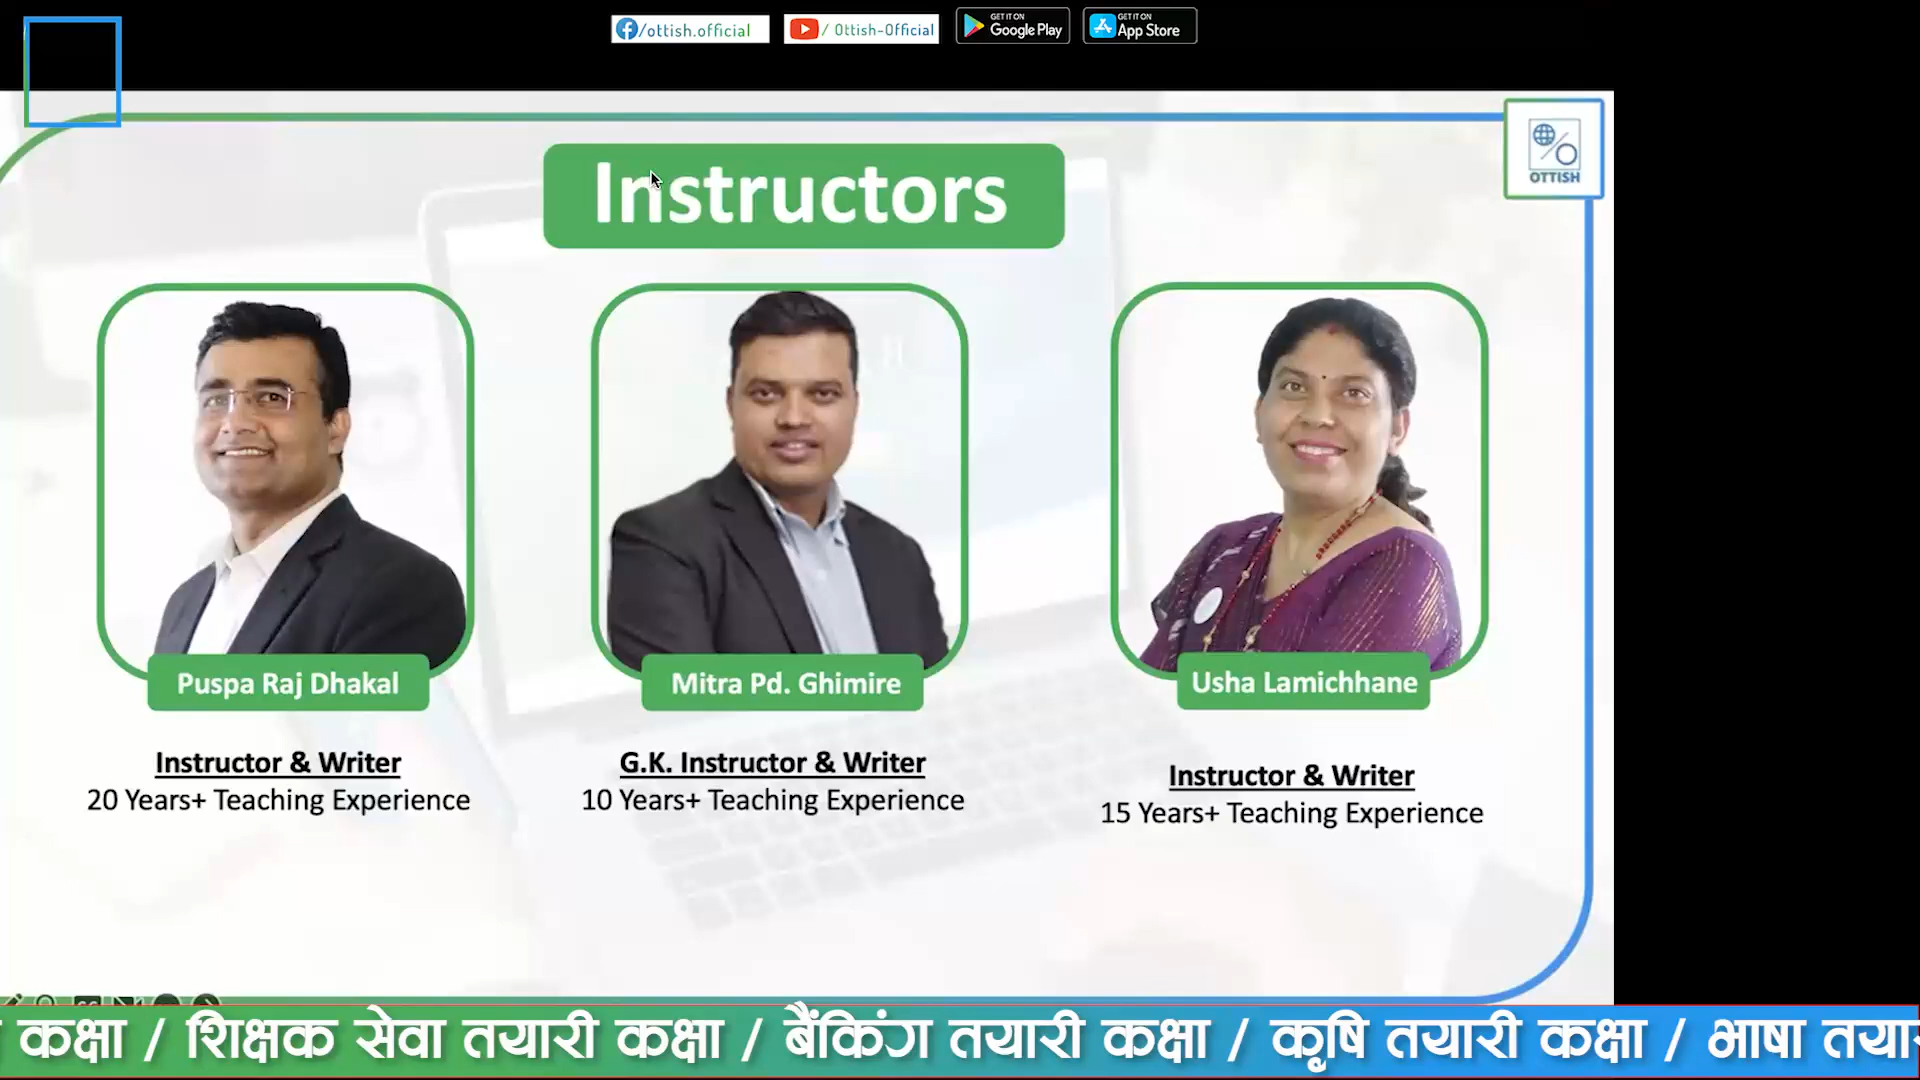 /ottish.official
/ Ottish-Official
GET IT ON
Google Play
GET IT ON
App Store
OTTISH
Instructors
Puspa Raj Dhakal
Mitra Pd. Ghimire
Usha Lamichhane
Instructor & Writer
20 Years+ Teaching Experience
G.K. Instructor & Writer
10 Years+ Teaching Experience
Instructor & Writer
15 Years+ Teaching Experience
कक्षा / शिक्षक सेवा तयारी कक्षा / बैंकिंग तयारी कक्षा / कृषि तयारी कक्षा / भाषा